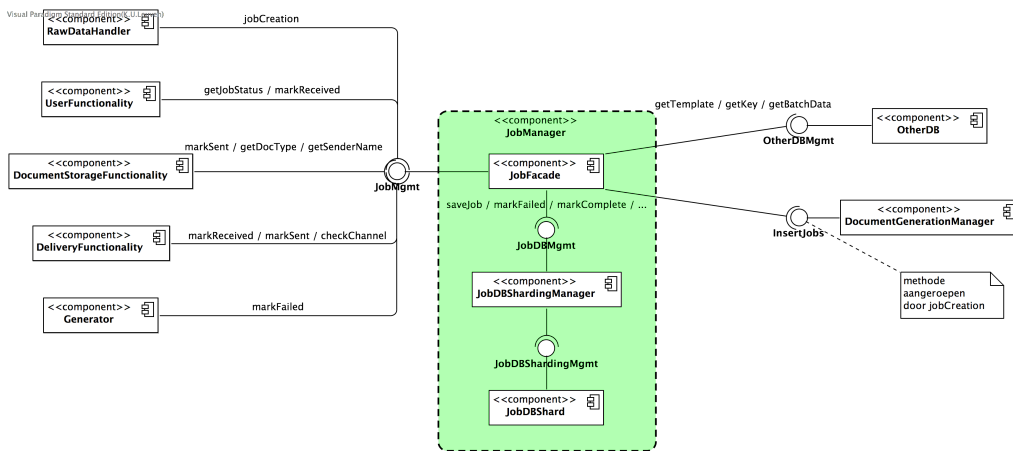 Visual Paradigm Standard Edition(K.U.Leuven)
<<component>>
RawDataHandler
jobCreation
<<component>>
UserFunctionality
getJobStatus / markReceived
<<component>>
DocumentStorageFunctionality
markSent / getDocType / getSenderName
JobMgmt
<<component>>
DeliveryFunctionality
markReceived / markSent / checkChannel
<<component>>
Generator
markFailed
<<component>>
JobManager
<<component>>
JobFacade
saveJob / markFailed / markComplete / ...
JobDBMgmt
<<component>>
JobDBShardingManager
JobDBShardingMgmt
<<component>>
JobDBShard
getTemplate / getKey / getBatchData
OtherDBMgmt
<<component>>
OtherDB
InsertJobs
<<component>>
DocumentGenerationManager
methode
aangeroepen
door jobCreation